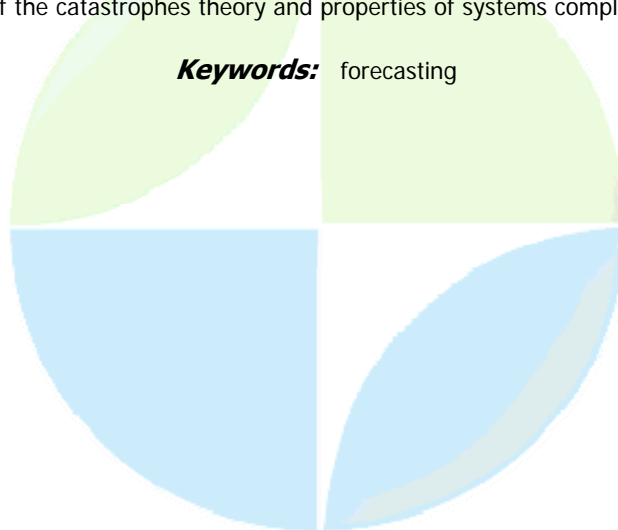 f the catastrophes theory and properties of systems compl
Keywords: forecasting